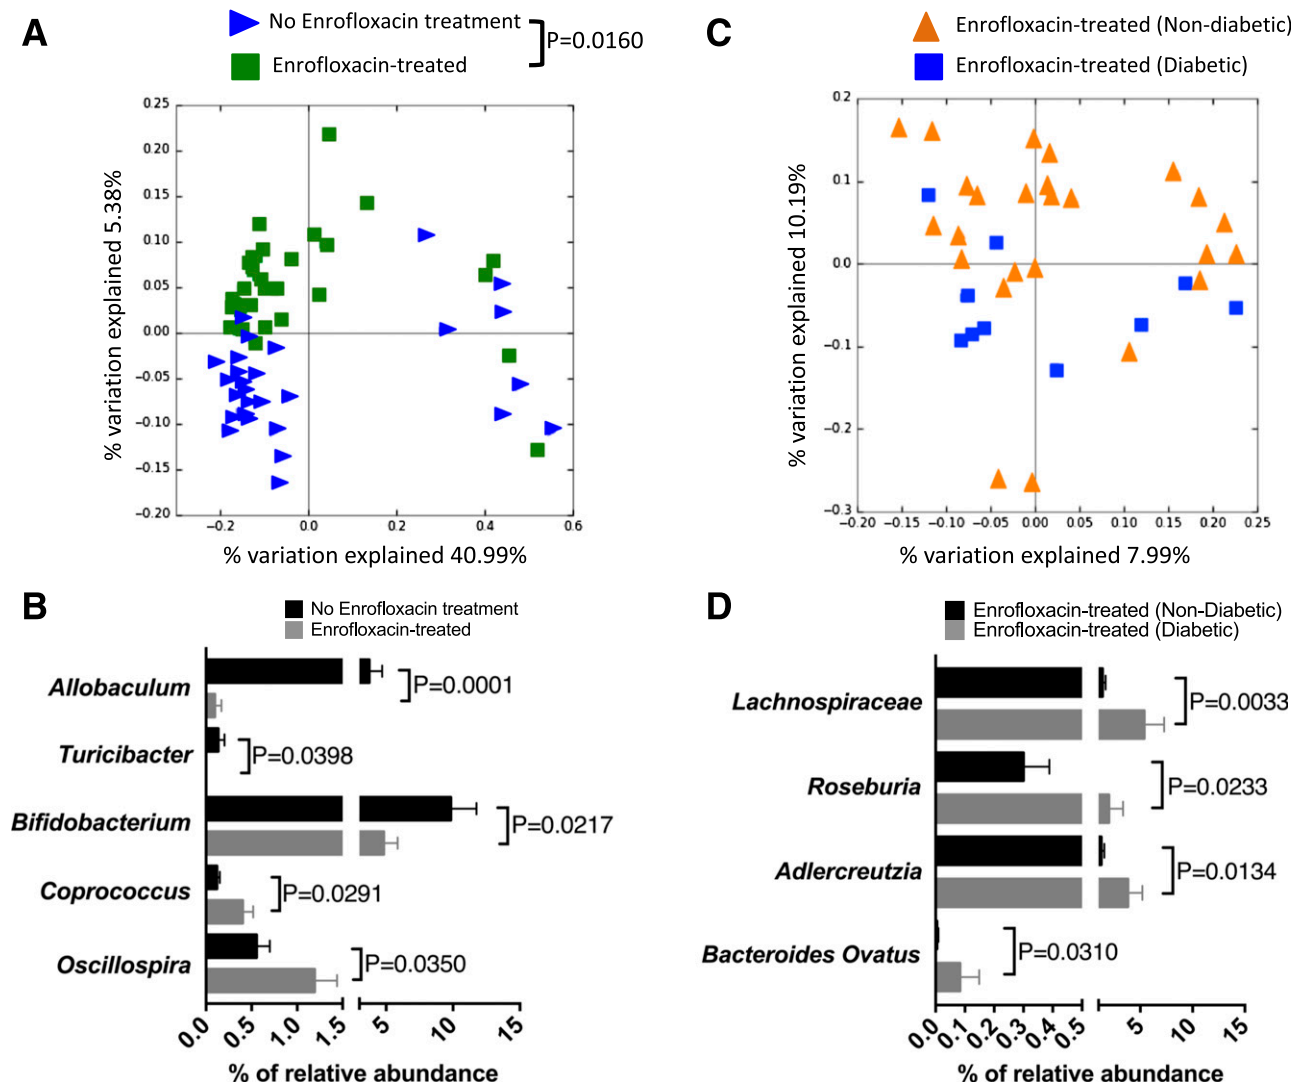 A
No Enrofloxacin treatment
Enrofloxacin-treated
P=0.0160
0.25
0.20
0.15
0.10
0.05
0.00
−0.05
−0.10
−0.15
−0.20
−0.2
0.0
0.2
0.4
0.6
% variation explained 5.38%
% variation explained 40.99%
C
Enrofloxacin-treated (Non-diabetic)
Enrofloxacin-treated (Diabetic)
0.2
0.1
0.0
−0.1
−0.2
−0.3
−0.20
−0.15
−0.10
−0.05
0.00
0.05
0.10
0.15
0.20
0.25
% variation explained 10.19%
% variation explained 7.99%
B
No Enrofloxacin treatment
Enrofloxacin-treated
Allobaculum
P=0.0001
Turicibacter
P=0.0398
Bifidobacterium
P=0.0217
Coprococcus
P=0.0291
Oscillospira
P=0.0350
0.0
0.5
1.0
1.5
5
10
15
% of relative abundance
D
Enrofloxacin-treated (Non-Diabetic)
Enrofloxacin-treated (Diabetic)
Lachnospiraceae
P=0.0033
Roseburia
P=0.0233
Adlercreutzia
P=0.0134
Bacteroides Ovatus
P=0.0310
0.0
0.1
0.2
0.3
0.4
0.5
5
10
15
% of relative abundance